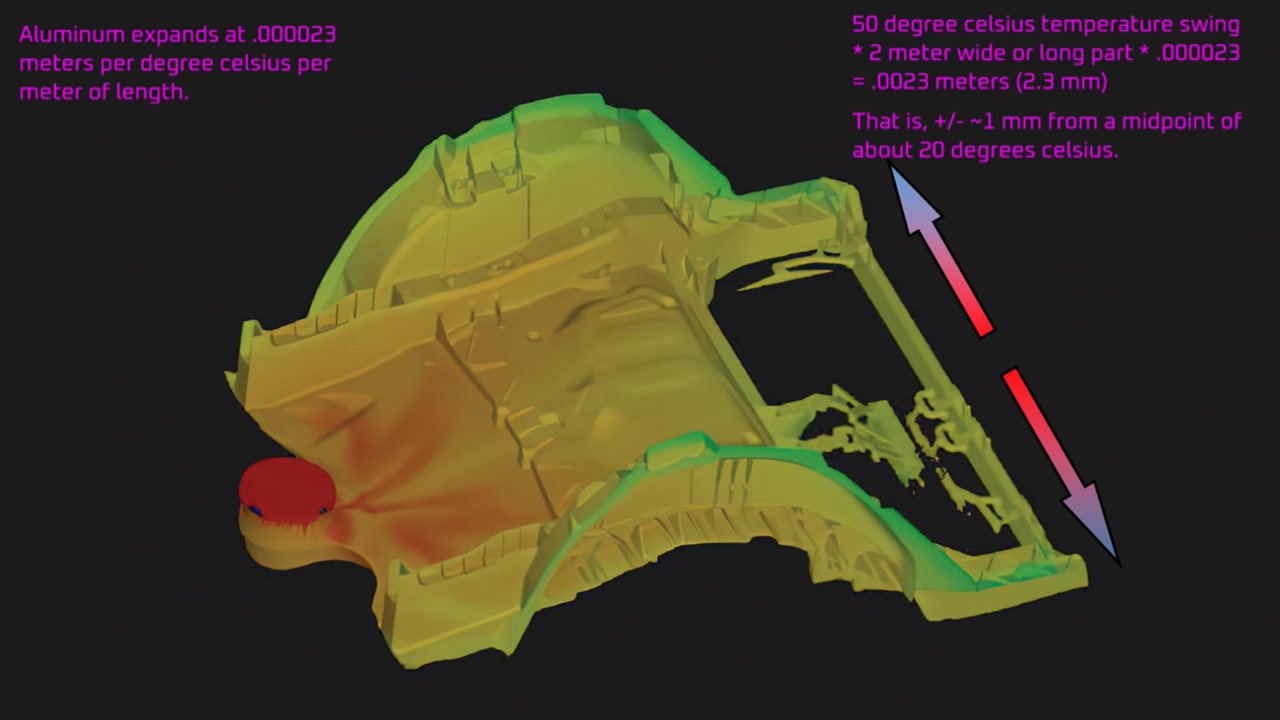 Aluminum expands at .000023
meters per degree celsius per
meter of length.
50 degree celsius temperature swing
* 2 meter wide or long part * .000023
= .0023 meters (2.3 mm)
That is, +/- ~1 mm from a midpoint of
about 20 degrees celsius.